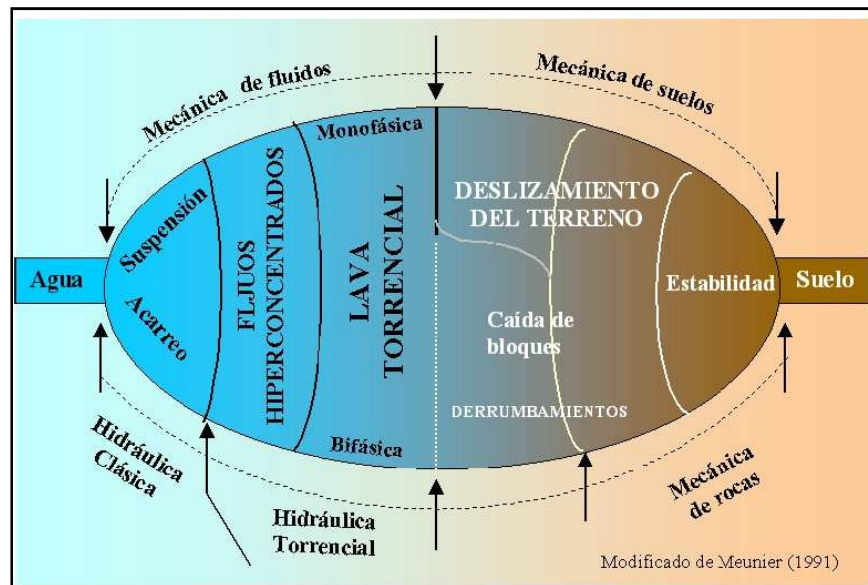 Mecánica de fluidos
Mecánica de suelos
Monofásica
Suspensión
Acarreo
FLJUOS
HIPERCONCENTRADOS
LAVA
TORRENCIAL
DESLIZAMIENTO
DEL TERRENO
Agua
Estabilidad
Suelo
Caída de
bloques
DERRUMBAMIENTOS
Bifásica
Hidráulica
Clásica
Hidráulica
Torrencial
Mecánica
de rocas
Modificado de Meunier (1991)